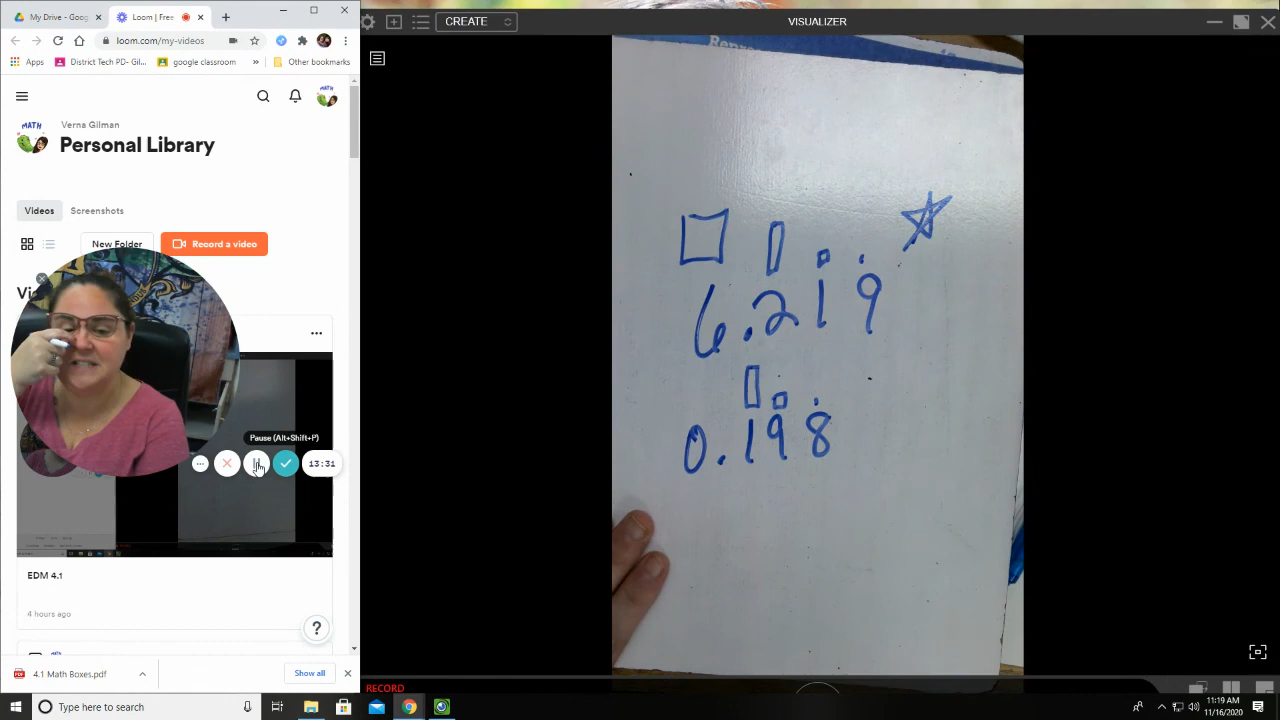 My Drive - Goog
Loom | Free
loom.com/my-videos
Apps
District Tech PD- Gil...
google classroom
»
Other bookmarks
MATH
MATH
Verna Gilman
Personal Library
Videos
Screenshots
New Folder
Record a video
Vi
Pause (Alt+Shift+P)
13:31
EDM 4.1
4 hours ago
?
4.1 Math Boxes.pdf
Show all
Type here to search
CREATE
VISUALIZER
6.219
0.198
RECORD
11:19 AM
11/16/2020